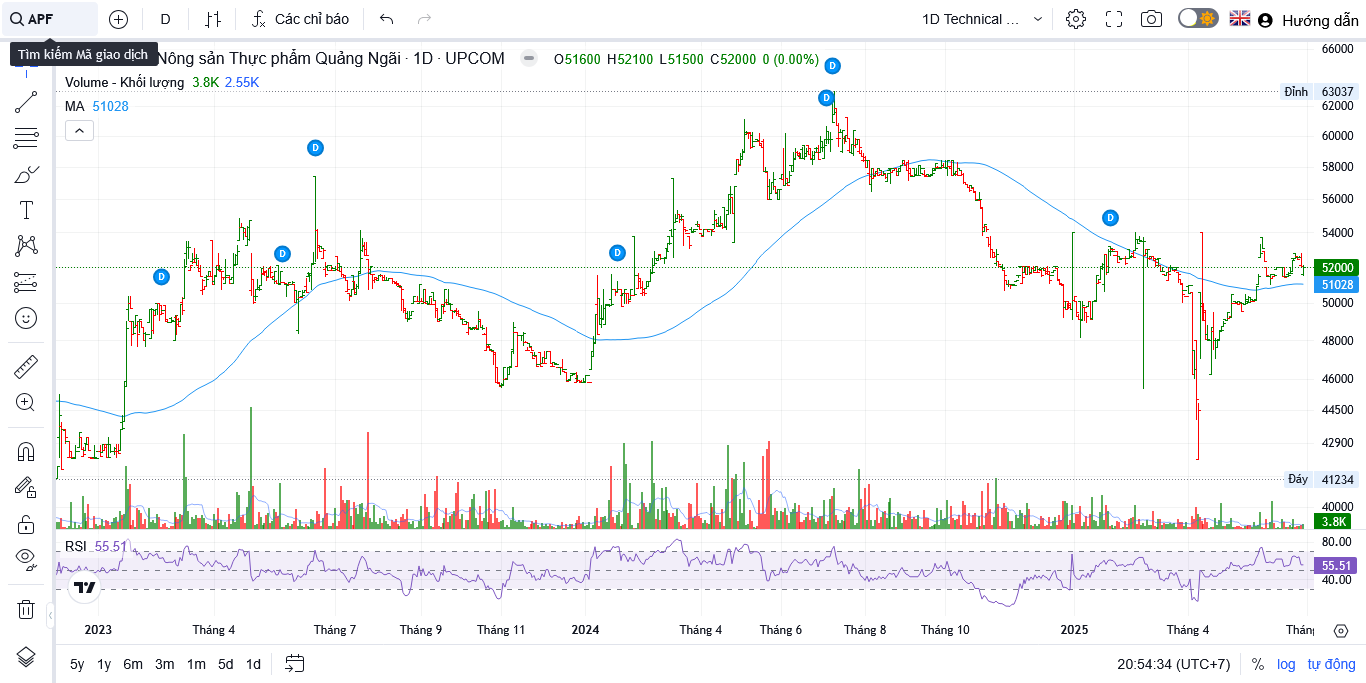 APF
D
Các chỉ báo
1D Technical ...
Hướng dẫn
Tìm kiếm Mã giao dịch
Nông sản Thực phẩm Quảng Ngãi · 1D · UPCOM
O51600 H52100 L51500 C52000 0 (0.00%)
Volume - Khối lượng 3.8K 2.55K
MA 51028
D
D
D
D
D
D
D
66000
Đỉnh 63037
62000
60000
58000
56000
54000
52000
51028
50000
48000
46000
44500
42900
Đáy 41234
40000
3.8K
RSI 55.51
80.00
55.51
40.00
2023
Tháng 4
Tháng 7
Tháng 9
Tháng 11
2024
Tháng 4
Tháng 6
Tháng 8
Tháng 10
2025
Tháng 4
Thán
5y 1y 6m 3m 1m 5d 1d
20:54:34 (UTC+7)
% log tự động